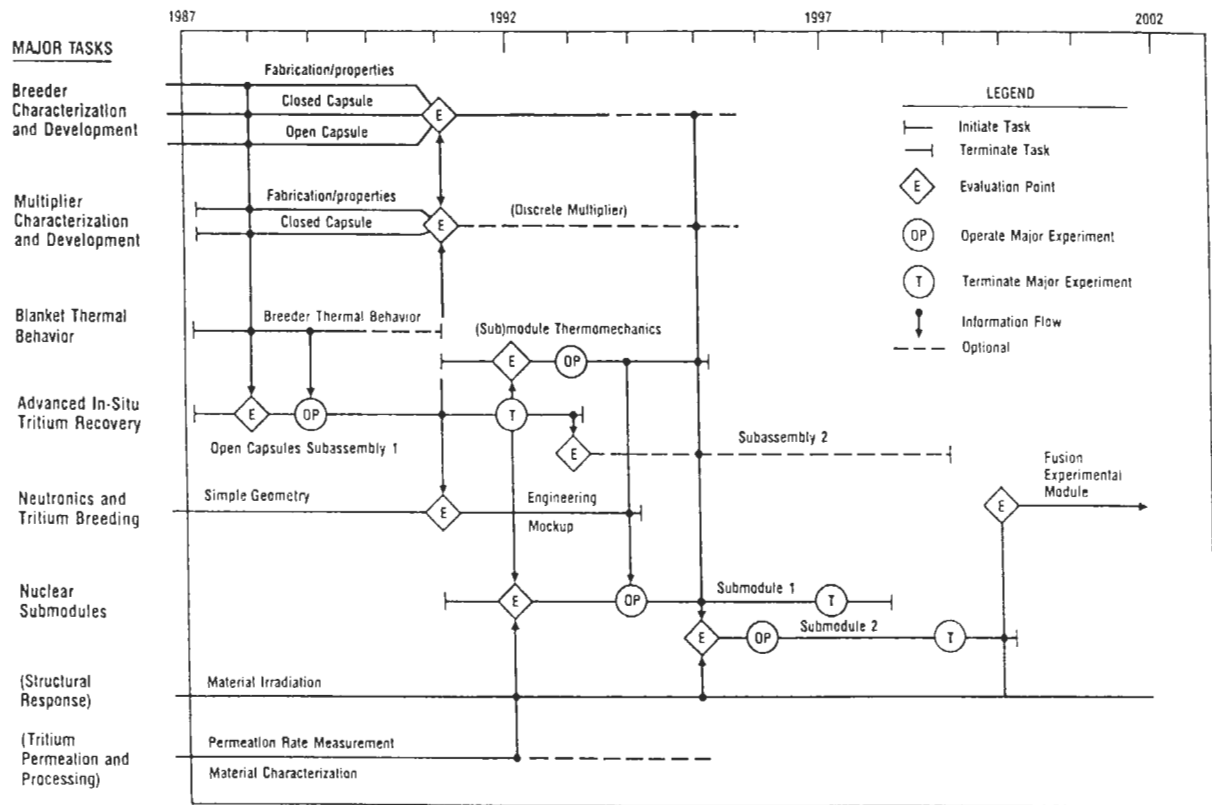 1987 1992 1997 2002
MAJOR TASKS
Breeder
Characterization
and Development
Fabrication/properties
Closed Capsule
Open Capsule
E
LEGEND
Initiate Task
Terminate Task
E Evaluation Point
OP Operate Major Experiment
T Terminate Major Experiment
Information Flow
Optional
Multiplier
Characterization
and Development
Fabrication/properties
Closed Capsule
E
(Discrete Multiplier)
Blanket Thermal
Behavior
Breeder Thermal Behavior
(Sub)module Thermomechanics
E OP
Advanced In-Situ
Tritium Recovery
E OP T
Open Capsules Subassembly 1
E
Subassembly 2
Neutronics and
Tritium Breeding
Simple Geometry
E
Engineering
Mockup
Fusion
Experimental
Module
E
Nuclear
Submodules
E OP Submodule 1 T
E OP Submodule 2 T
(Structural
Response)
Material Irradiation
(Tritium
Permeation and
Processing)
Permeation Rate Measurement
Material Characterization